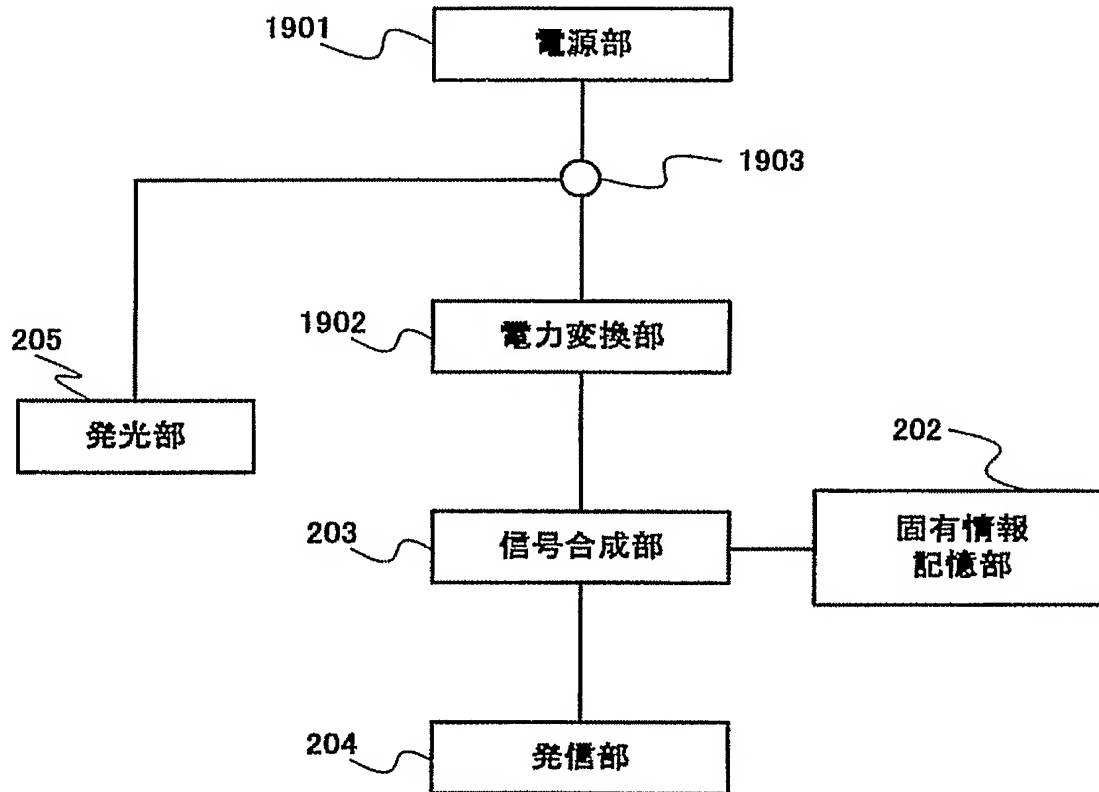 1901
電源部
1903
1902
電力変換部
205
発光部
202
203
信号合成部
固有情報
記憶部
204
発信部